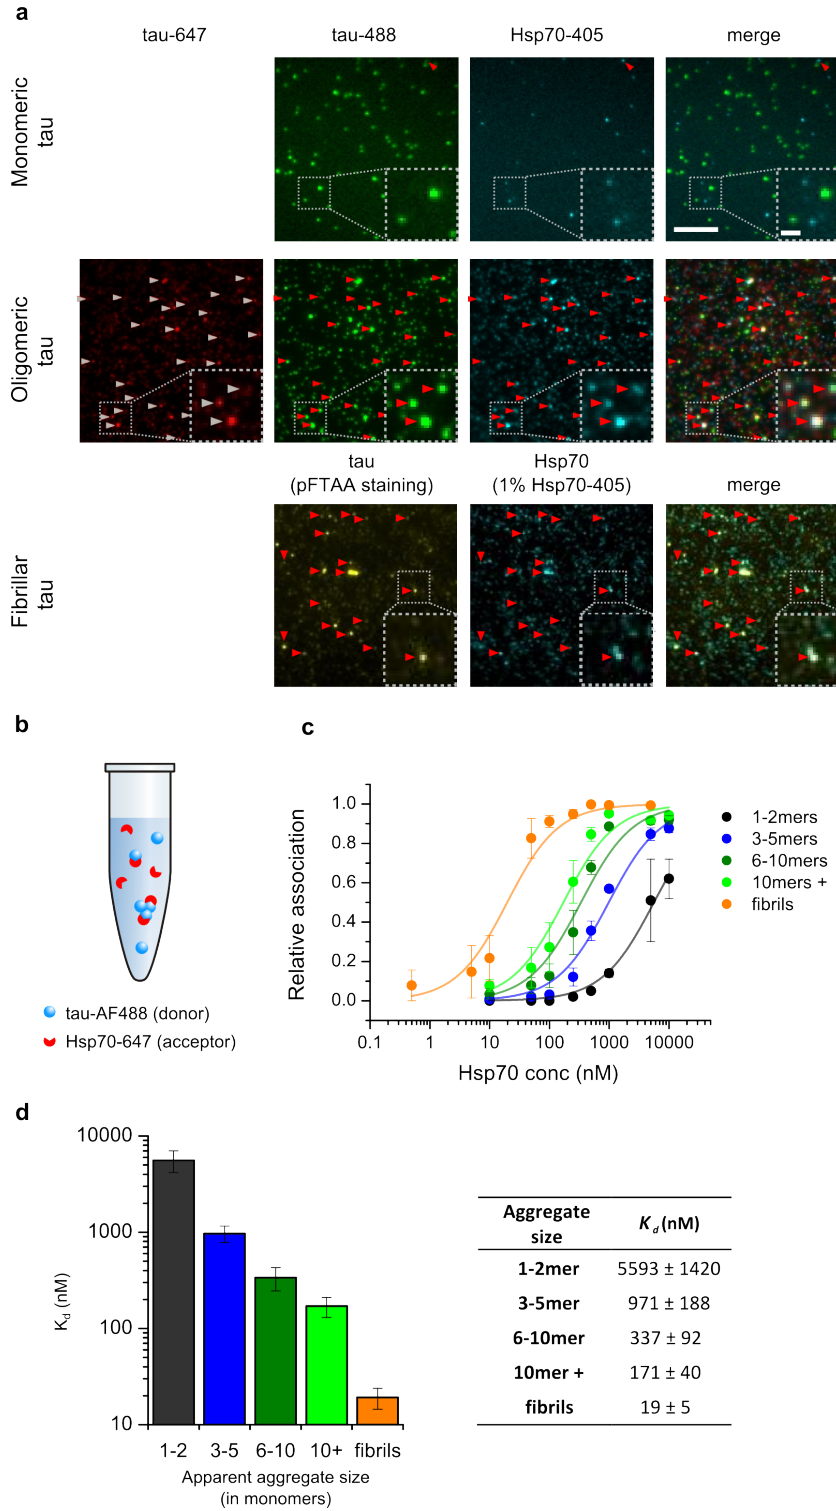 a
tau-647 tau-488 Hsp70-405 merge
Monomeric
tau
Oligomeric
tau
tau
(pFTAA staining)
Hsp70
(1% Hsp70-405)
merge
Fibrillar
tau
b
tau-AF488 (donor)
Hsp70-647 (acceptor)
c
Relative association
1.0
0.8
0.6
0.4
0.2
0.0
0.1 1 10 100 1000 10000
Hsp70 conc (nM)
1-2mers
3-5mers
6-10mers
10mers +
fibrils
d
K_d (nM)
10000
1000
100
10
1-2 3-5 6-10 10+ fibrils
Apparent aggregate size
(in monomers)
Aggregate
size
K_d (nM)
1-2mer 5593 ± 1420
3-5mer 971 ± 188
6-10mer 337 ± 92
10mer + 171 ± 40
fibrils 19 ± 5